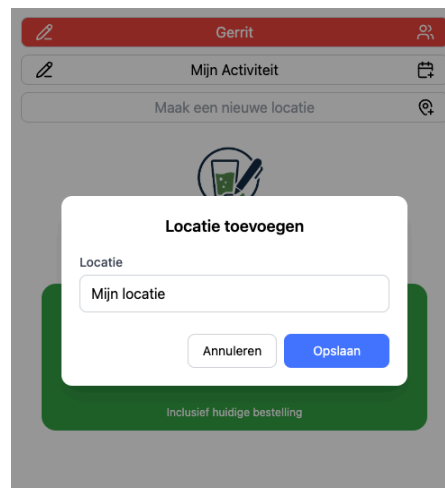 Gerrit
Mijn Activiteit
Maak een nieuwe locatie
Locatie toevoegen
Locatie
Mijn locatie
Annuleren
Opslaan
Inclusief huidige bestelling